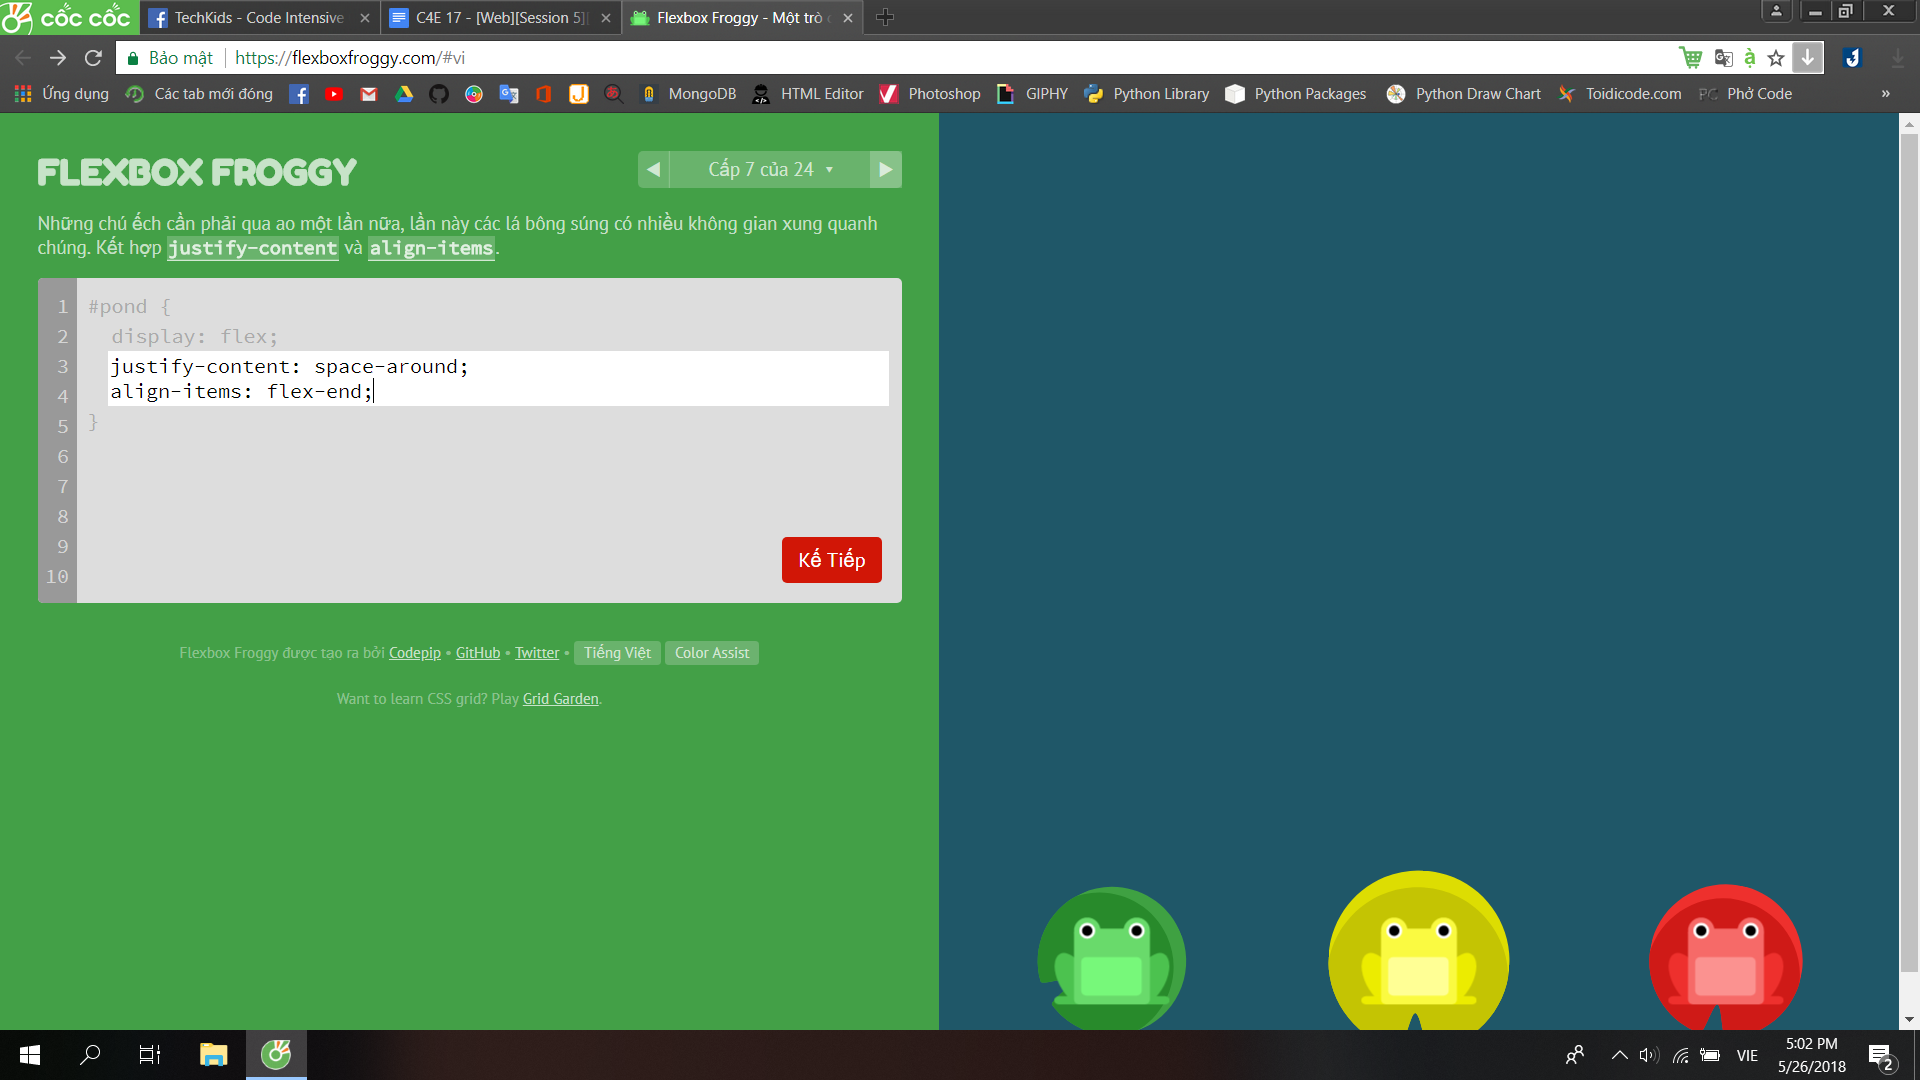 cốc cốc
TechKids - Code Intensive
C4E 17 - [Web][Session 5]
Flexbox Froggy - Một trò
Bảo mật
https://flexboxfroggy.com/#vi
Ứng dụng
Các tab mới đóng
MongoDB
HTML Editor
Photoshop
GIPHY
Python Library
Python Packages
Python Draw Chart
Toidicode.com
PC
Phở Code
»
FLEXBOX FROGGY
Cấp 7 của 24
Những chú ếch cần phải qua ao một lần nữa, lần này các lá bông súng có nhiều không gian xung quanh
chúng. Kết hợp justify-content và align-items.
1 #pond {
2 display: flex;
3 justify-content: space-around;
4 align-items: flex-end;
5 }
6
7
8
9
10
Kế Tiếp
Flexbox Froggy được tạo ra bởi Codepip • GitHub • Twitter • Tiếng Việt Color Assist
Want to learn CSS grid? Play Grid Garden.
VIE
5:02 PM
5/26/2018
2